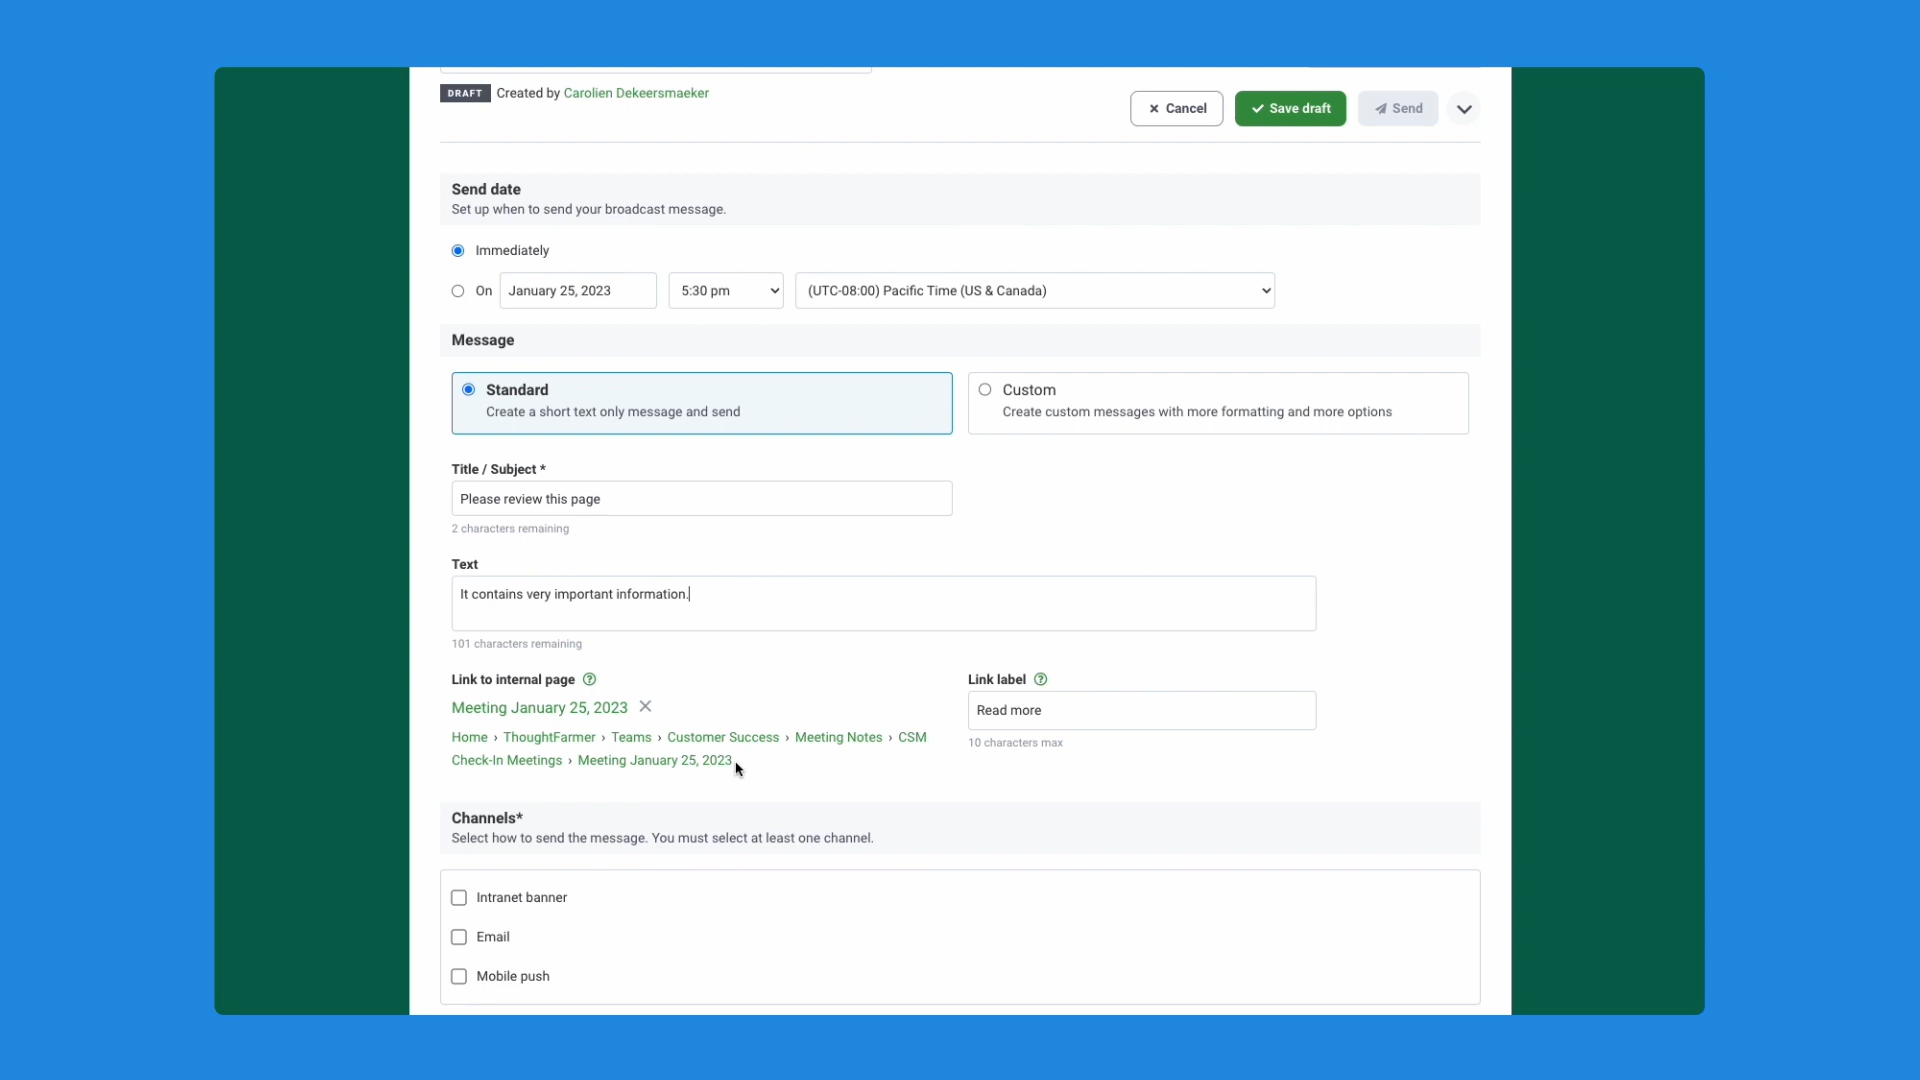 DRAFT Created by Carolien Dekeersmaeker
Cancel Save draft Send
Send date
Set up when to send your broadcast message.
Immediately
On January 25, 2023 5:30 pm (UTC-08:00) Pacific Time (US & Canada)
Message
Standard
Create a short text only message and send
Custom
Create custom messages with more formatting and more options
Title / Subject *
Please review this page
2 characters remaining
Text
It contains very important information.
101 characters remaining
Link to internal page ?
Meeting January 25, 2023
Home › ThoughtFarmer › Teams › Customer Success › Meeting Notes › CSM
Check-In Meetings › Meeting January 25, 2023
Link label ?
Read more
10 characters max
Channels*
Select how to send the message. You must select at least one channel.
Intranet banner
Email
Mobile push